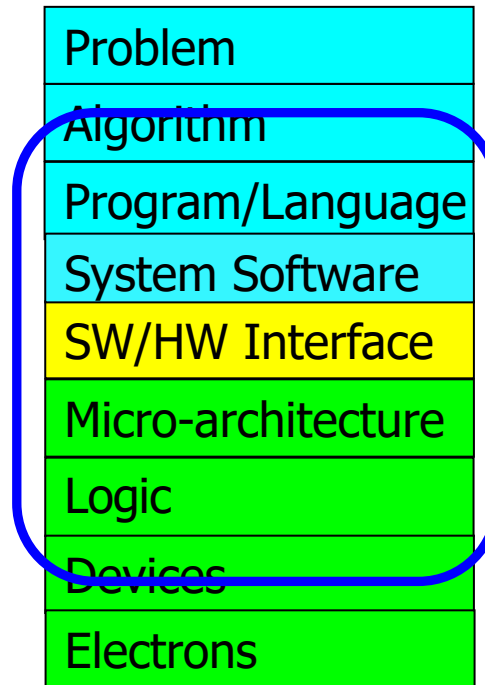 Problem
Algorithm
Program/Language
System Software
SW/HW Interface
Micro-architecture
Logic
Devices
Electrons